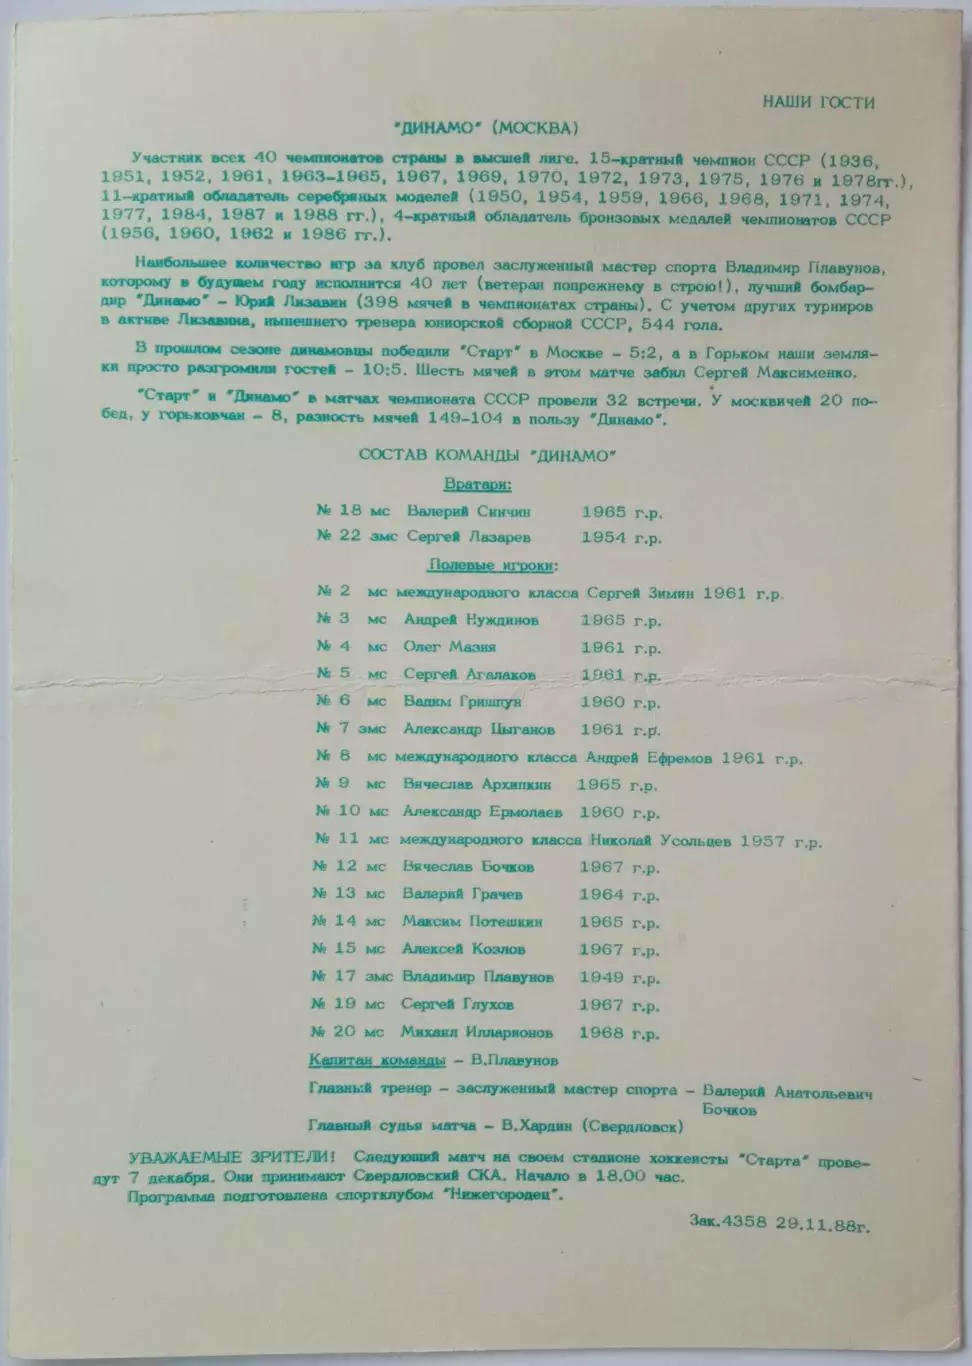 НАШИ ГОСТИ
"ДИНАМО" (МОСКВА)
Участник всех 40 чемпионатов страны в высшей лиге. 15-кратный чемпион СССР (1936,
1951, 1952, 1961, 1963-1965, 1967, 1969, 1970, 1972, 1973, 1975, 1976 и 1978гг.),
11-кратный обладатель серебряных моделей (1950, 1954, 1959, 1966, 1968, 1971, 1974,
1977, 1984, 1987 и 1988 гг.), 4-кратный обладатель бронзовых медалей чемпионатов СССР
(1956, 1960, 1962 и 1986 гг.).
Наибольшее количество игр за клуб провел заслуженный мастер спорта Владимир Плавунов,
которому в будущем году исполнится 40 лет (ветеран попрежнему в строю!), лучший бомбар-
дир "Динамо" - Юрий Лизавин (398 мячей в чемпионатах страны). С учетом других турниров
в активе Лизавина, нынешнего тренера юниорской сборной СССР, 544 гола.
В прошлом сезоне динамовцы победили "Старт" в Москве - 5:2, а в Горьком наши земля-
ки просто разгромили гостей - 10:5. Шесть мячей в этом матче забил Сергей Максименко.
"Старт" и "Динамо" в матчах чемпионата СССР провели 32 встречи. У москвичей 20 по-
бед, у горьковчан - 8, разность мячей 149-104 в пользу "Динамо".
СОСТАВ КОМАНДЫ "ДИНАМО"
Вратари:
№ 18 мс Валерий Синчин 1965 г.р.
№ 22 змс Сергей Лазарев 1954 г.р.
Полевые игроки:
№ 2 мс международного класса Сергей Зимин 1961 г.р.
№ 3 мс Андрей Нуждинов 1965 г.р.
№ 4 мс Олег Мазия 1961 г.р.
№ 5 мс Сергей Агалаков 1961 г.р.
№ 6 мс Вадим Гришпун 1960 г.р.
№ 7 змс Александр Цыганов 1961 г.р.
№ 8 мс международного класса Андрей Ефремов 1961 г.р.
№ 9 мс Вячеслав Архипкин 1965 г.р.
№ 10 мс Александр Ермолаев 1960 г.р.
№ 11 мс международного класса Николай Усольцев 1957 г.р.
№ 12 мс Вячеслав Бочков 1967 г.р.
№ 13 мс Валерий Грачев 1964 г.р.
№ 14 мс Максим Потешкин 1965 г.р.
№ 15 мс Алексей Козлов 1967 г.р.
№ 17 змс Владимир Плавунов 1949 г.р.
№ 19 мс Сергей Глухов 1967 г.р.
№ 20 мс Михаил Илларионов 1968 г.р.
Капитан команды - В.Плавунов
Главный тренер - заслуженный мастер спорта - Валерий Анатольевич
Бочков
Главный судья матча - В.Хардин (Свердловск)
УВАЖАЕМЫЕ ЗРИТЕЛИ! Следующий матч на своем стадионе хоккеисты "Старта" прове-
дут 7 декабря. Они принимают Свердловский СКА. Начало в 18.00 час.
Программа подготовлена спортклубом "Нижегородец".
Зак.4358 29.11.88г.